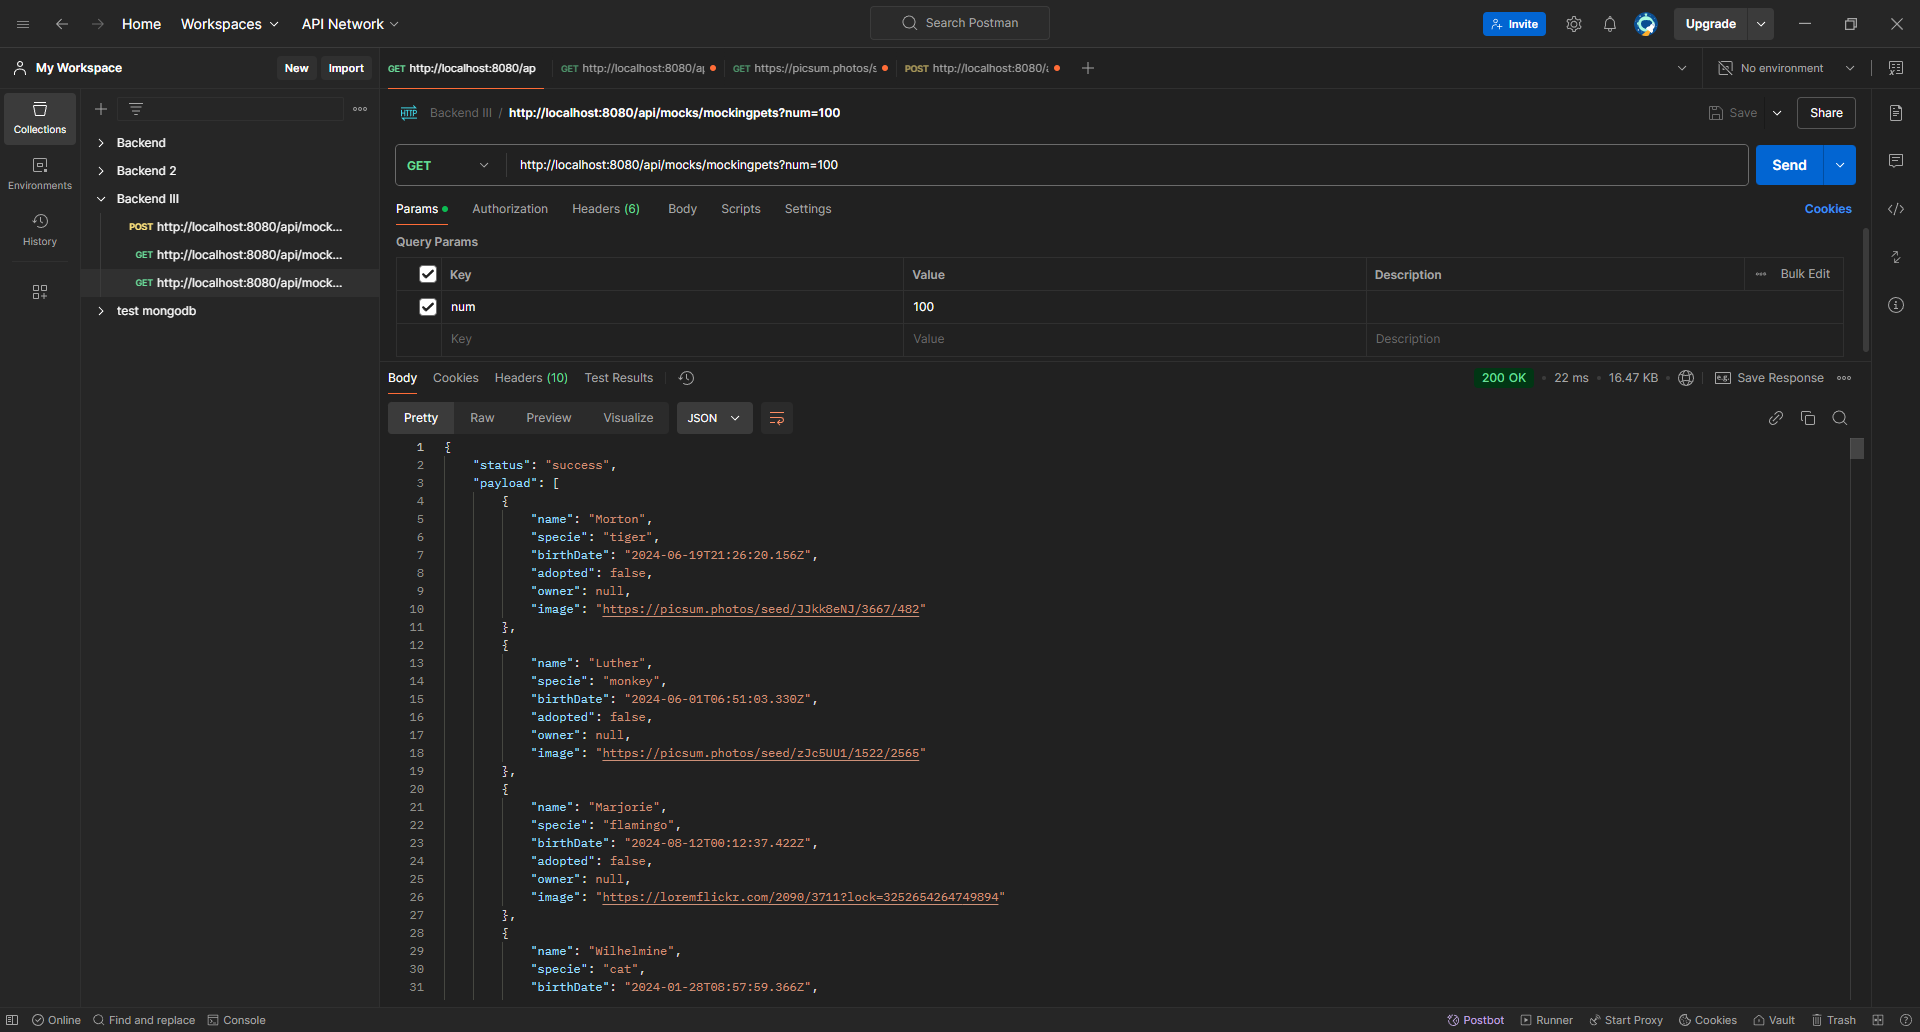 Home Workspaces API Network Search Postman Invite Upgrade
My Workspace New Import GET http://localhost:8080/ap GET http://localhost:8080/ap GET https://picsum.photos/s POST http://localhost:8080/a No environment
Collections
Environments
History
Backend
Backend 2
Backend III
POST http://localhost:8080/api/mock...
GET http://localhost:8080/api/mock...
GET http://localhost:8080/api/mock...
test mongodb
HTTP Backend III / http://localhost:8080/api/mocks/mockingpets?num=100 Save Share
GET http://localhost:8080/api/mocks/mockingpets?num=100 Send
Params Authorization Headers (6) Body Scripts Settings Cookies
Query Params
Key Value Description Bulk Edit
num 100
Key Value Description
Body Cookies Headers (10) Test Results 200 OK 22 ms 16.47 KB e.g. Save Response
Pretty Raw Preview Visualize JSON
1 {
2 "status": "success",
3 "payload": [
4 {
5 "name": "Morton",
6 "specie": "tiger",
7 "birthDate": "2024-06-19T21:26:20.156Z",
8 "adopted": false,
9 "owner": null,
10 "image": "https://picsum.photos/seed/JJkk8eNJ/3667/482"
11 },
12 {
13 "name": "Luther",
14 "specie": "monkey",
15 "birthDate": "2024-06-01T06:51:03.330Z",
16 "adopted": false,
17 "owner": null,
18 "image": "https://picsum.photos/seed/zJc5UU1/1522/2565"
19 },
20 {
21 "name": "Marjorie",
22 "specie": "flamingo",
23 "birthDate": "2024-08-12T00:12:37.422Z",
24 "adopted": false,
25 "owner": null,
26 "image": "https://loremflickr.com/2090/3711?lock=3252654264749894"
27 },
28 {
29 "name": "Wilhelmine",
30 "specie": "cat",
31 "birthDate": "2024-01-28T08:57:59.366Z",
Online Find and replace Console Postbot Runner Start Proxy Cookies Vault Trash